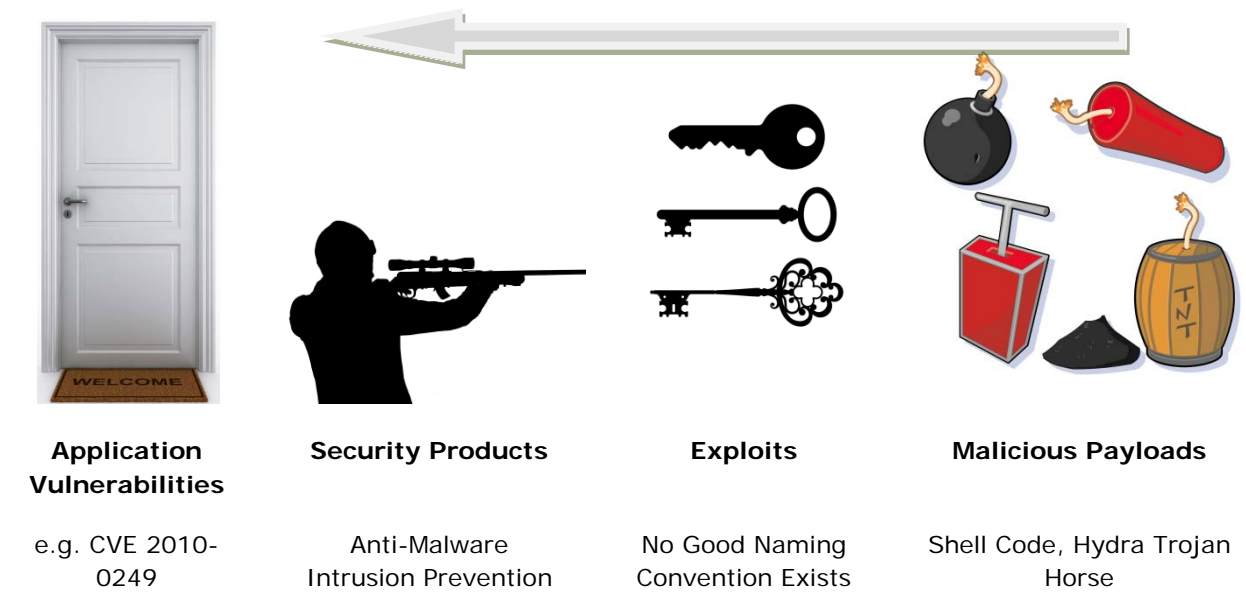 WELCOME
TNT
Application
Vulnerabilities
Security Products
Exploits
Malicious Payloads
e.g. CVE 2010-
0249
Anti-Malware
Intrusion Prevention
No Good Naming
Convention Exists
Shell Code, Hydra Trojan
Horse